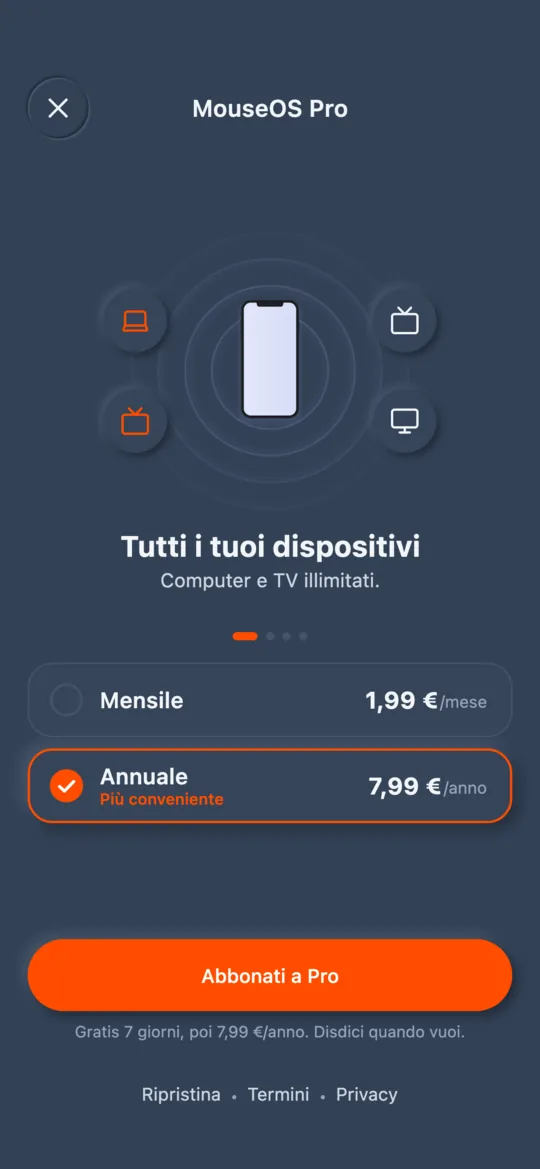 MouseOS Pro
Tutti i tuoi dispositivi
Computer e TV illimitati.
Mensile 1,99 €/mese
Annuale
Più conveniente
7,99 €/anno
Abbonati a Pro
Gratis 7 giorni, poi 7,99 €/anno. Disdici quando vuoi.
Ripristina • Termini • Privacy